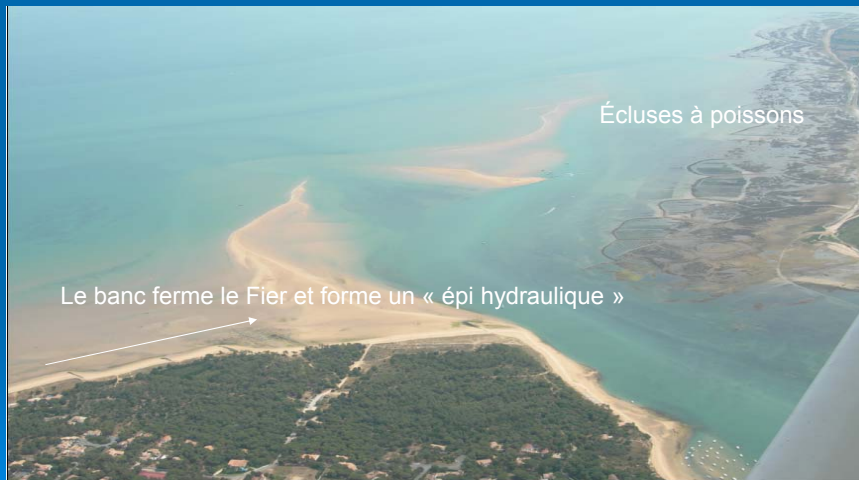 Écluses à poissons
Le banc ferme le Fier et forme un « épi hydraulique »